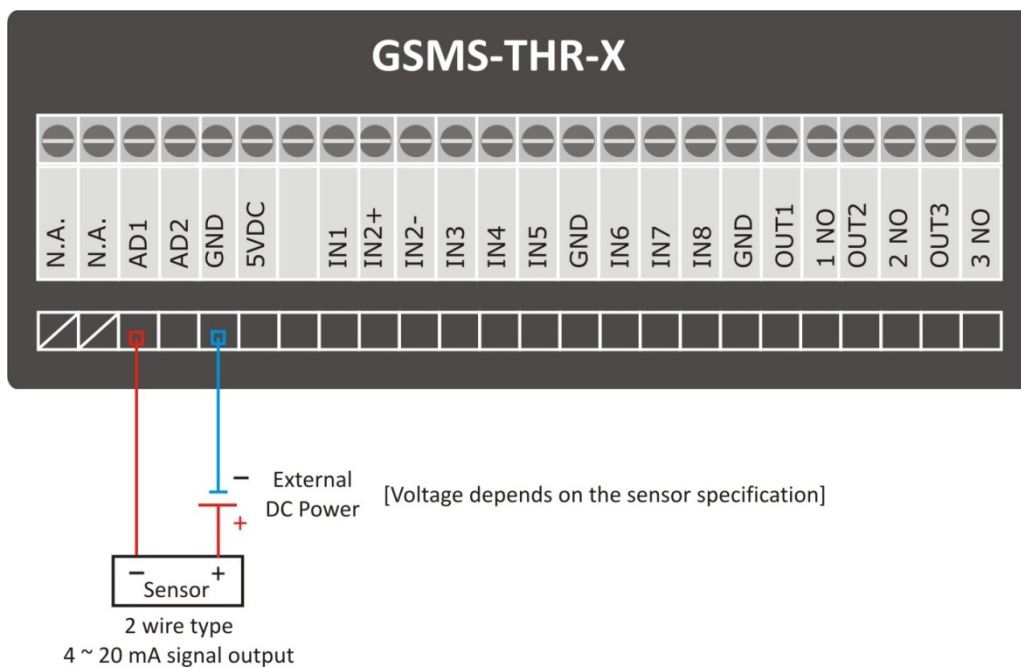 GSMS-THR-X
N.A.
N.A.
AD1
AD2
GND
5VDC
IN1
IN2+
IN2-
IN3
IN4
IN5
GND
IN6
IN7
IN8
GND
OUT1
1 NO
OUT2
2 NO
OUT3
3 NO
− External
DC Power
+
[Voltage depends on the sensor specification]
− +
Sensor
2 wire type
4 ~ 20 mA signal output